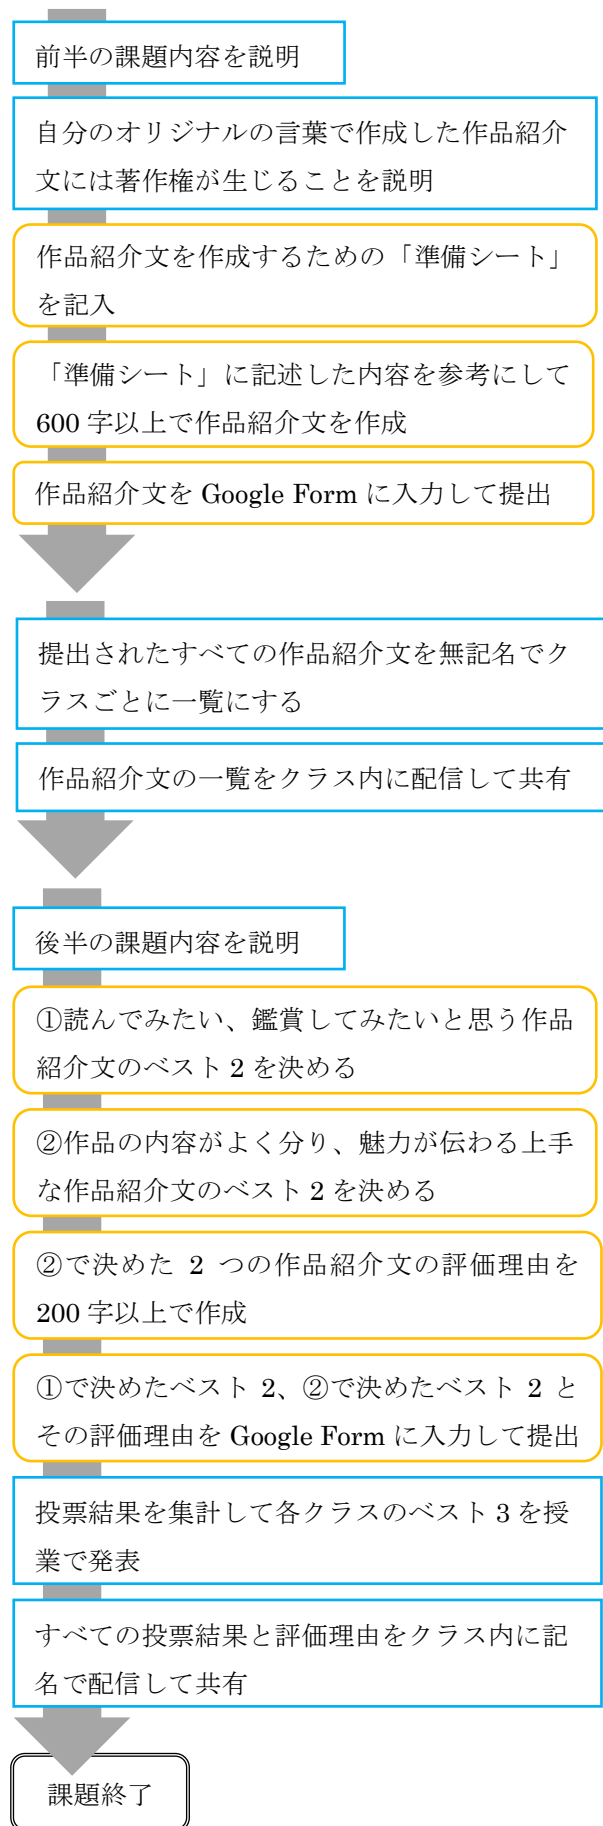 前半の課題内容を説明
自分のオリジナルの言葉で作成した作品紹介
文には著作権が生じることを説明
作品紹介文を作成するための「準備シート」
を記入
「準備シート」に記述した内容を参考にして
600 字以上で作品紹介文を作成
作品紹介文を Google Form に入力して提出
提出されたすべての作品紹介文を無記名でク
ラスごとに一覧にする
作品紹介文の一覧をクラス内に配信して共有
後半の課題内容を説明
①読んでみたい、鑑賞してみたいと思う作品
紹介文のベスト 2 を決める
②作品の内容がよく分り、魅力が伝わる上手
な作品紹介文のベスト 2 を決める
②で決めた 2 つの作品紹介文の評価理由を
200 字以上で作成
①で決めたベスト 2、②で決めたベスト 2 と
その評価理由を Google Form に入力して提出
投票結果を集計して各クラスのベスト 3 を授
業で発表
すべての投票結果と評価理由をクラス内に記
名で配信して共有
課題終了